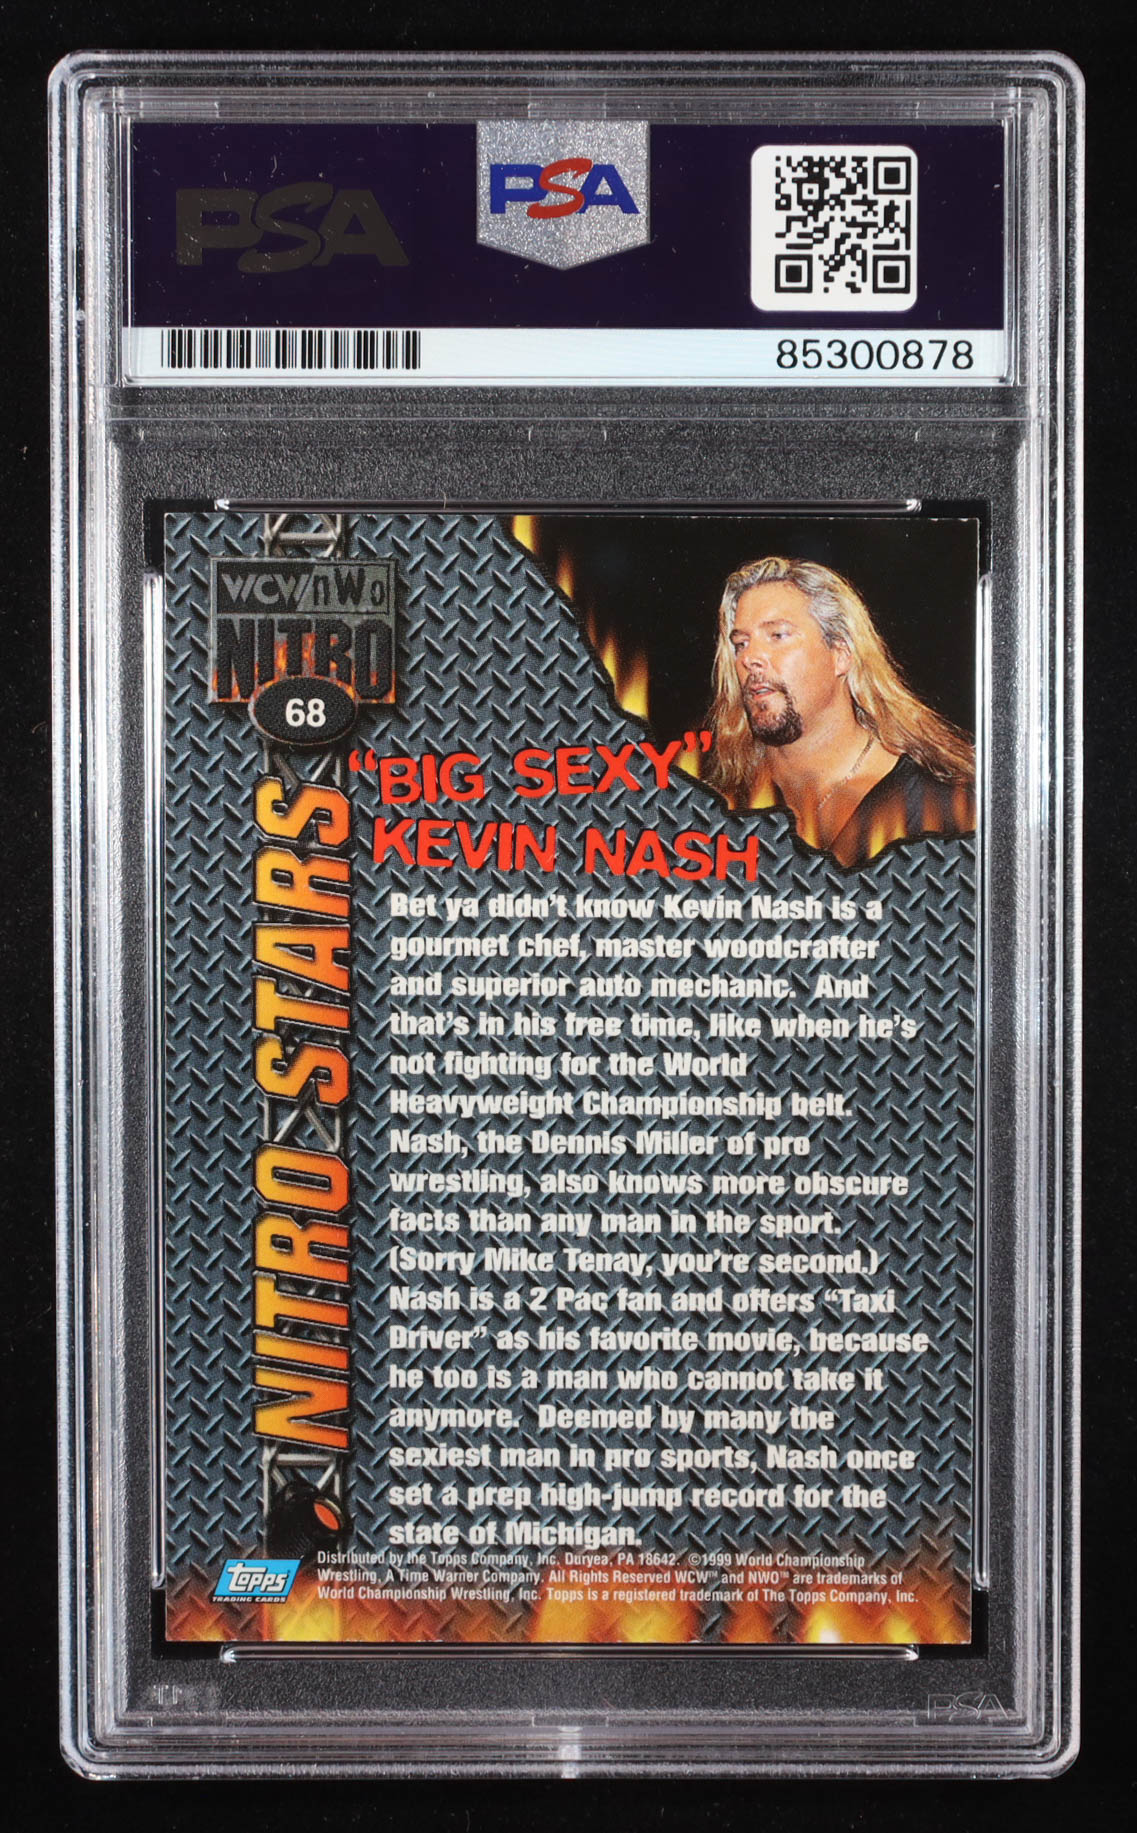 PSA
PSA
85300878
WCW/nWo
NITRO
68
NITRO STARS
"BIG SEXY"
KEVIN NASH
Bet ya didn't know Kevin Nash is a
gourmet chef, master woodcrafter
and superior auto mechanic. And
that's in his free time, like when he's
not fighting for the World
Heavyweight Championship belt.
Nash, the Dennis Miller of pro
wrestling, also knows more obscure
facts than any man in the sport.
(Sorry Mike Tenay, you're second.)
Nash is a 2 Pac fan and offers "Taxi
Driver" as his favorite movie, because
he too is a man who cannot take it
anymore. Deemed by many the
sexiest man in pro sports, Nash once
set a prep high-jump record for the
state of Michigan.
Topps
TRADING CARDS
Distributed by the Topps Company, Inc. Duryea, PA 18642. ©1999 World Championship
Wrestling, A Time Warner Company. All Rights Reserved WCW™ and NWO™ are trademarks of
World Championship Wrestling, Inc. Topps is a registered trademark of The Topps Company, Inc.
PSA